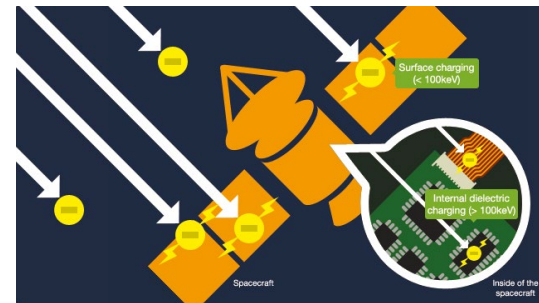 Surface charging
(< 100keV)
Internal dielectric
charging (> 100keV)
Spacecraft
Inside of the
spacecraft